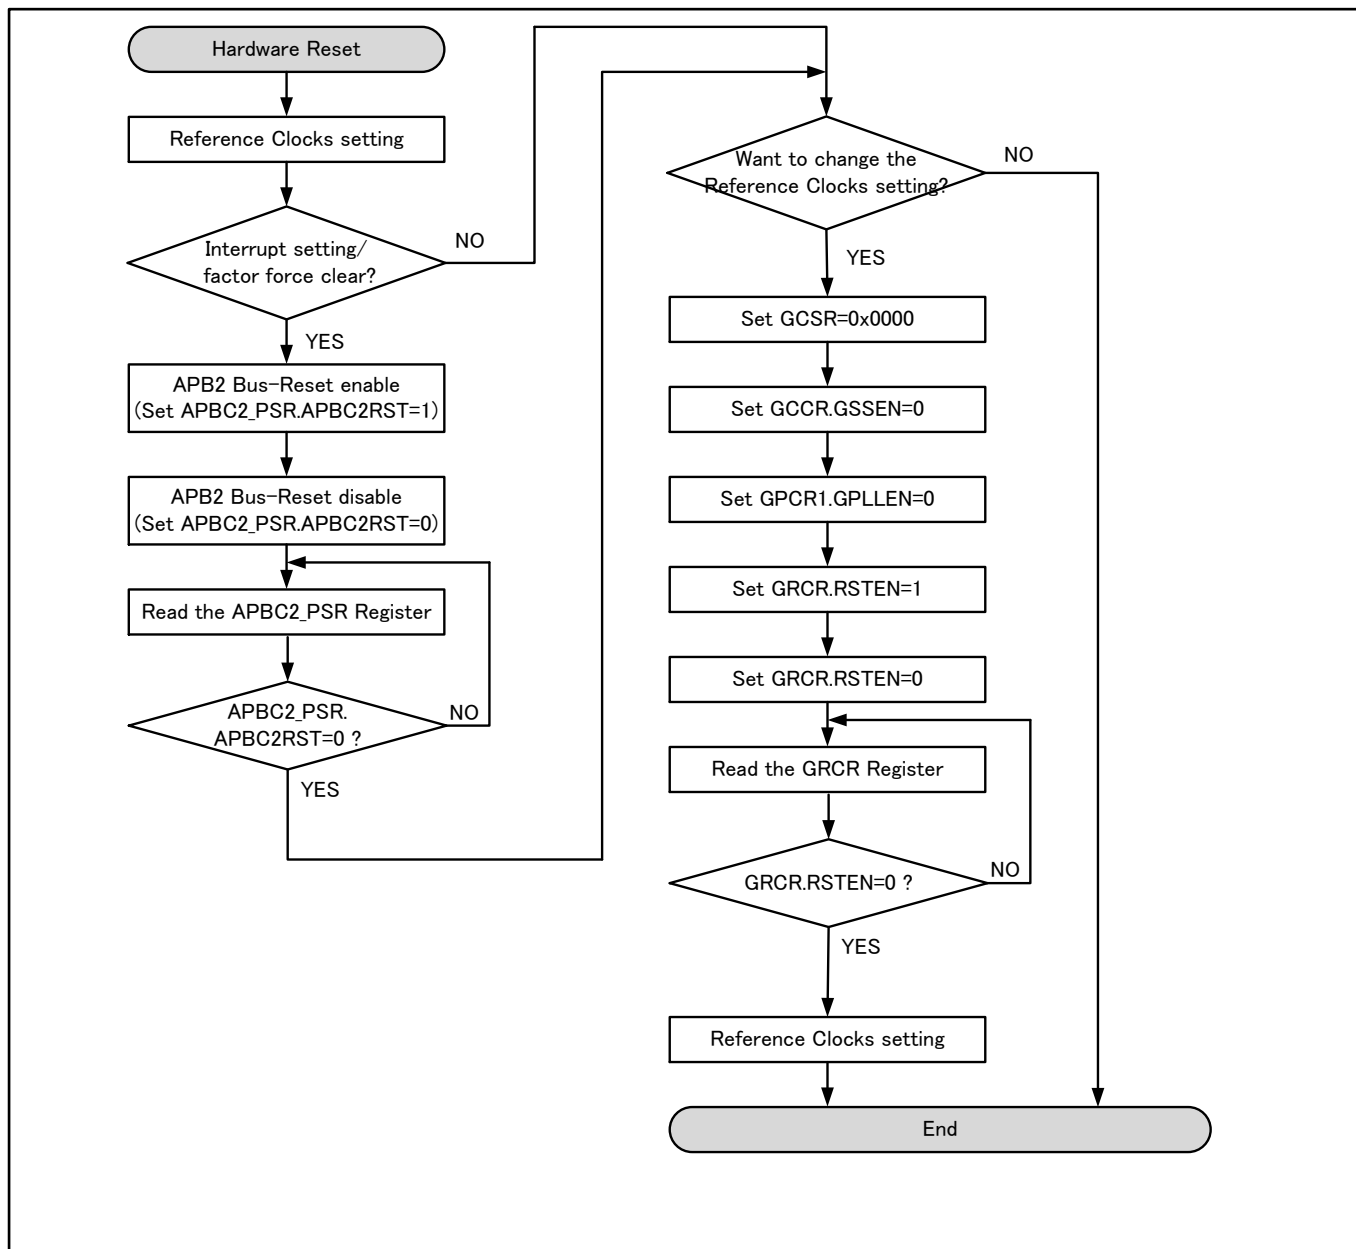 Hardware Reset
Reference Clocks setting
Interrupt setting/
factor force clear?
NO
YES
APB2 Bus-Reset enable
(Set APBC2_PSR.APBC2RST=1)
APB2 Bus-Reset disable
(Set APBC2_PSR.APBC2RST=0)
Read the APBC2_PSR Register
APBC2_PSR.
APBC2RST=0 ?
NO
YES
Want to change the
Reference Clocks setting?
NO
YES
Set GCSR=0x0000
Set GCCR.GSSEN=0
Set GPCR1.GPLLEN=0
Set GRCR.RSTEN=1
Set GRCR.RSTEN=0
Read the GRCR Register
GRCR.RSTEN=0 ?
NO
YES
Reference Clocks setting
End